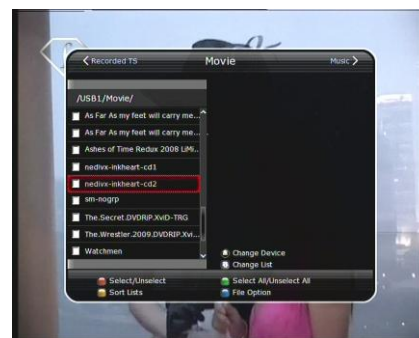 Recorded TS Movie Music
/USB1/Movie/
As Far As my feet will carry me...
As Far As my feet will carry me...
Ashes of Time Redux 2008 LiMi..
nedivx-inkheart-cd1
nedivx-inkheart-cd2
sm-nogrp
The.Secret.DVDRIP.XviD-TRG
The.Wrestler.2009.DVDRIP.Xvi...
Watchmen
Change Device
Change List
Select/Unselect Select All/Unselect All
Sort Lists File Option